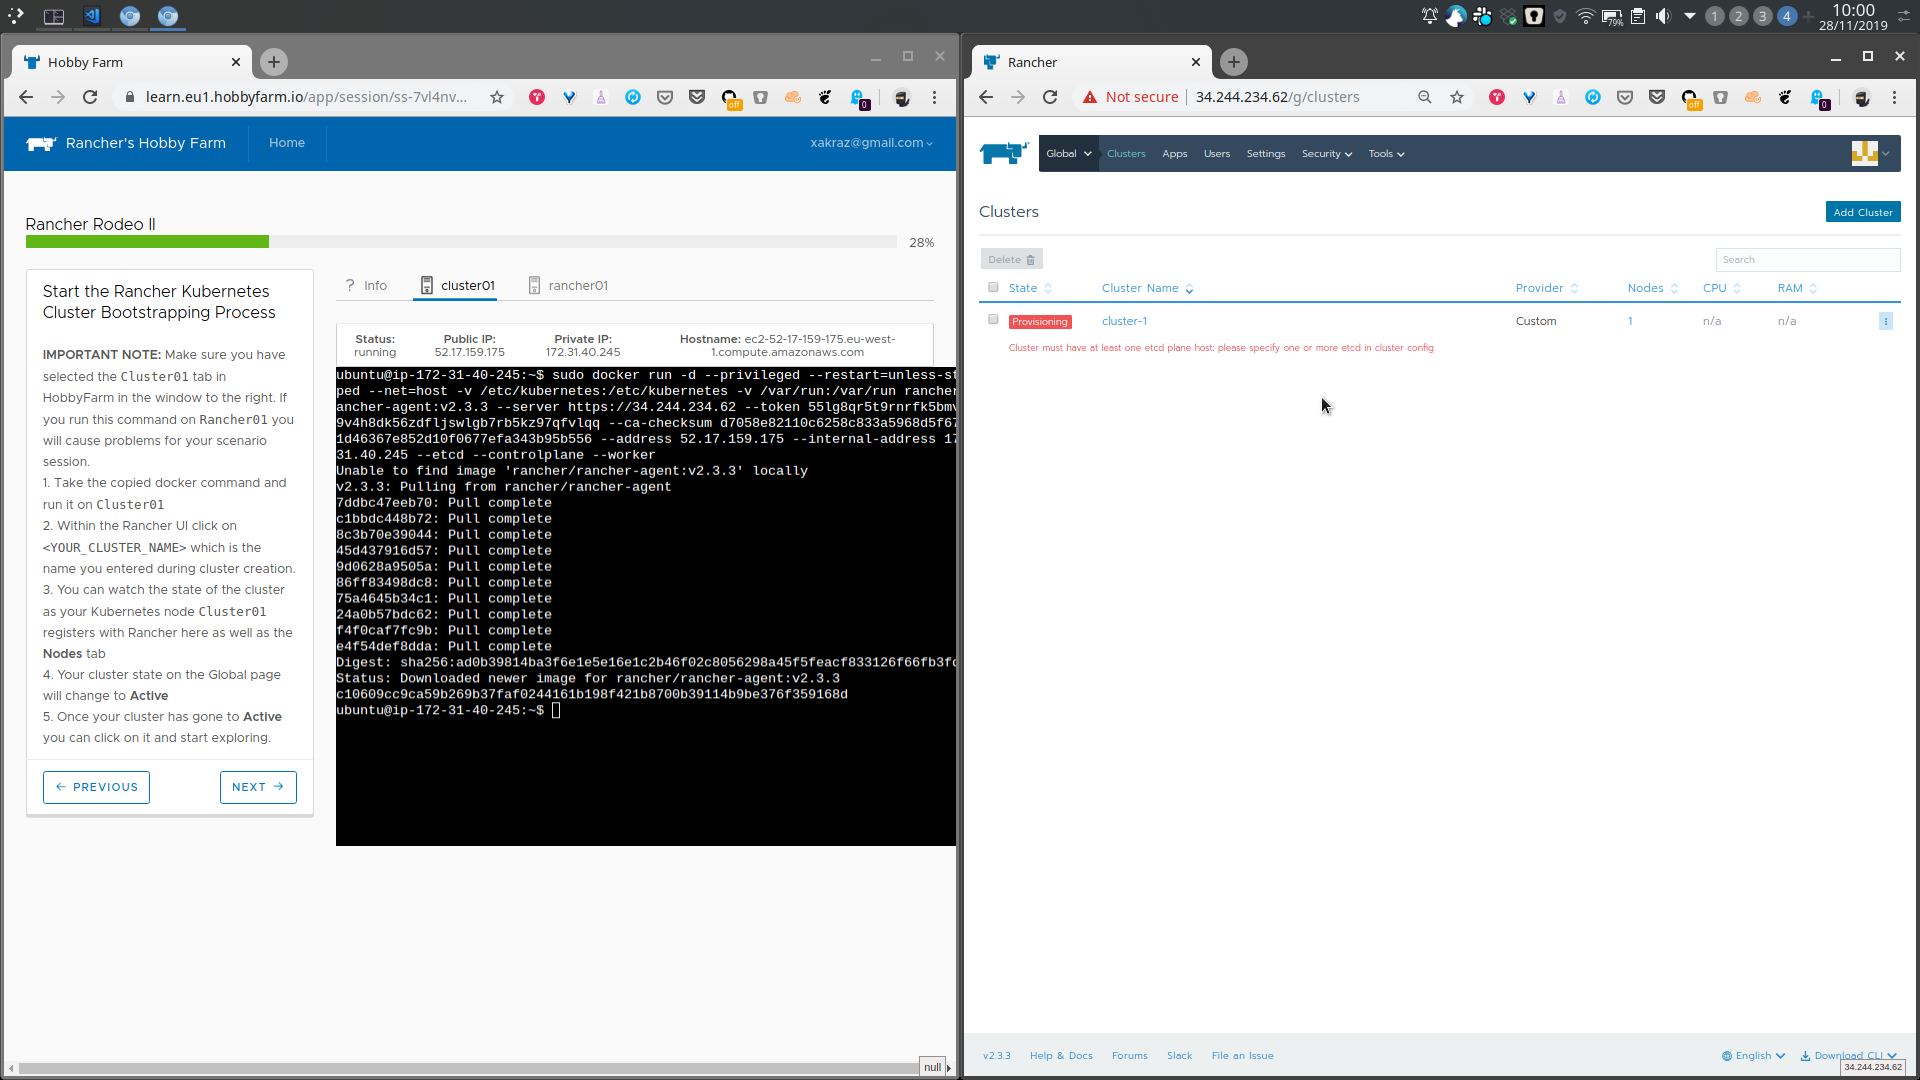 79%
1
2
3
4
10:00
28/11/2019
Hobby Farm
learn.eu1.hobbyfarm.io/app/session/ss-7vl4nv...
off
0
Rancher's Hobby Farm
Home
xakraz@gmail.com
Rancher Rodeo II
28%
Start the Rancher Kubernetes
Cluster Bootstrapping Process
IMPORTANT NOTE: Make sure you have
selected the Cluster01 tab in
HobbyFarm in the window to the right. If
you run this command on Rancher01 you
will cause problems for your scenario
session.
1. Take the copied docker command and
run it on Cluster01
2. Within the Rancher UI click on
<YOUR_CLUSTER_NAME> which is the
name you entered during cluster creation.
3. You can watch the state of the cluster
as your Kubernetes node Cluster01
registers with Rancher here as well as the
Nodes tab
4. Your cluster state on the Global page
will change to Active
5. Once your cluster has gone to Active
you can click on it and start exploring.
← PREVIOUS
NEXT →
? Info
cluster01
rancher01
Status:
running
Public IP:
52.17.159.175
Private IP:
172.31.40.245
Hostname: ec2-52-17-159-175.eu-west-
1.compute.amazonaws.com
ubuntu@ip-172-31-40-245:~$ sudo docker run -d --privileged --restart=unless-st
ped --net=host -v /etc/kubernetes:/etc/kubernetes -v /var/run:/var/run rancher
ancher-agent:v2.3.3 --server https://34.244.234.62 --token 55lg8qr5t9rnrfk5bmv
9v4h8dk56zdfljswlgb7rb5kz97qfvlqq --ca-checksum d7058e82110c6258c833a5968d5f67
1d46367e852d10f0677efa343b95b556 --address 52.17.159.175 --internal-address 17
31.40.245 --etcd --controlplane --worker
Unable to find image 'rancher/rancher-agent:v2.3.3' locally
v2.3.3: Pulling from rancher/rancher-agent
7ddbc47eeb70: Pull complete
c1bbdc448b72: Pull complete
8c3b70e39044: Pull complete
45d437916d57: Pull complete
9d0628a9505a: Pull complete
86ff83498dc8: Pull complete
75a4645b34c1: Pull complete
24a0b57bdc62: Pull complete
f4f0caf7fc9b: Pull complete
e4f54def8dda: Pull complete
Digest: sha256:ad0b39814ba3f6e1e5e16e1c2b46f02c8056298a45f5feacf833126f66fb3f
Status: Downloaded newer image for rancher/rancher-agent:v2.3.3
c10609cc9ca59b269b37faf0244161b198f421b8700b39114b9be376f359168d
ubuntu@ip-172-31-40-245:~$
null
Rancher
Not secure
34.244.234.62/g/clusters
off
0
Global
Clusters
Apps
Users
Settings
Security
Tools
Clusters
Add Cluster
Delete
Search
State
Cluster Name
Provider
Nodes
CPU
RAM
Provisioning
cluster-1
Custom
1
n/a
n/a
Cluster must have at least one etcd plane host: please specify one or more etcd in cluster config
v2.3.3
Help & Docs
Forums
Slack
File an Issue
English
Download CLI
34.244.234.62